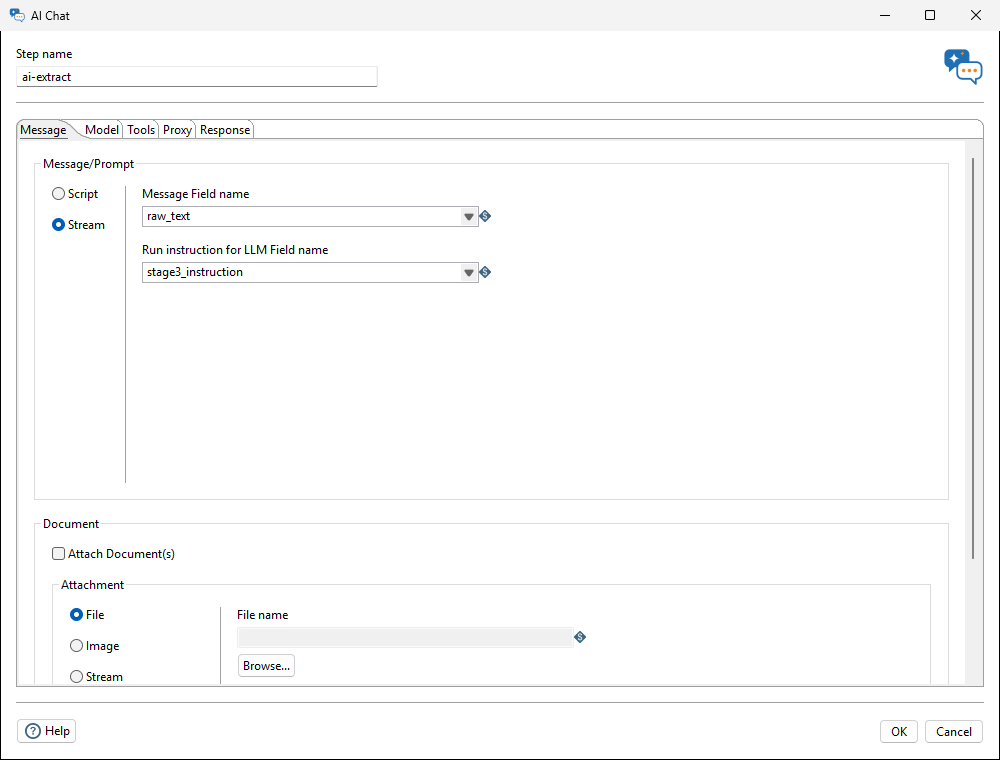 AI Chat
Step name
ai-extract
Message Model Tools Proxy Response
Message/Prompt
Script
Message Field name
Stream
raw_text
Run instruction for LLM Field name
stage3_instruction
Document
Attach Document(s)
Attachment
File
File name
Image
Browse...
Stream
Help
OK
Cancel